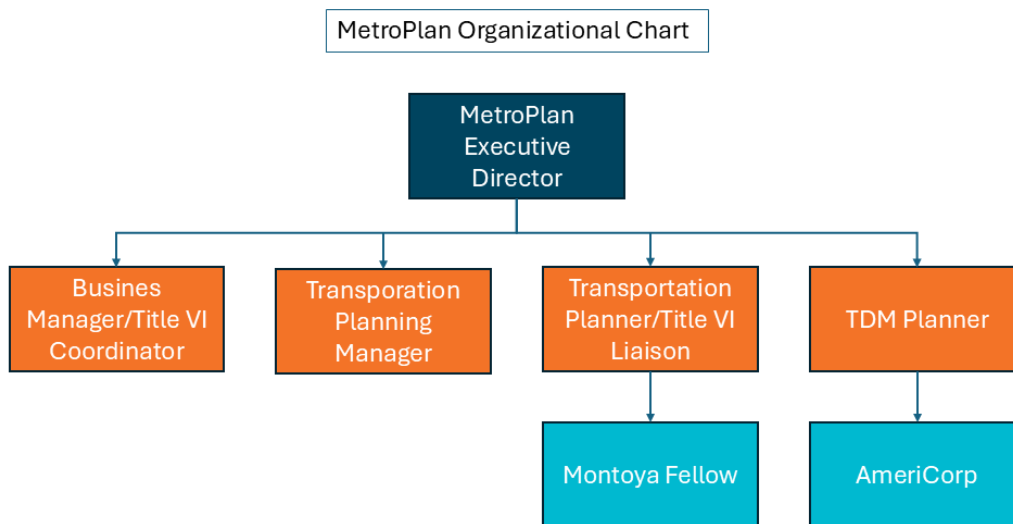 MetroPlan Organizational Chart
MetroPlan
Executive
Director
Busines
Manager/Title VI
Coordinator
Transporation
Planning
Manager
Transportation
Planner/Title VI
Liaison
TDM Planner
Montoya Fellow
AmeriCorp